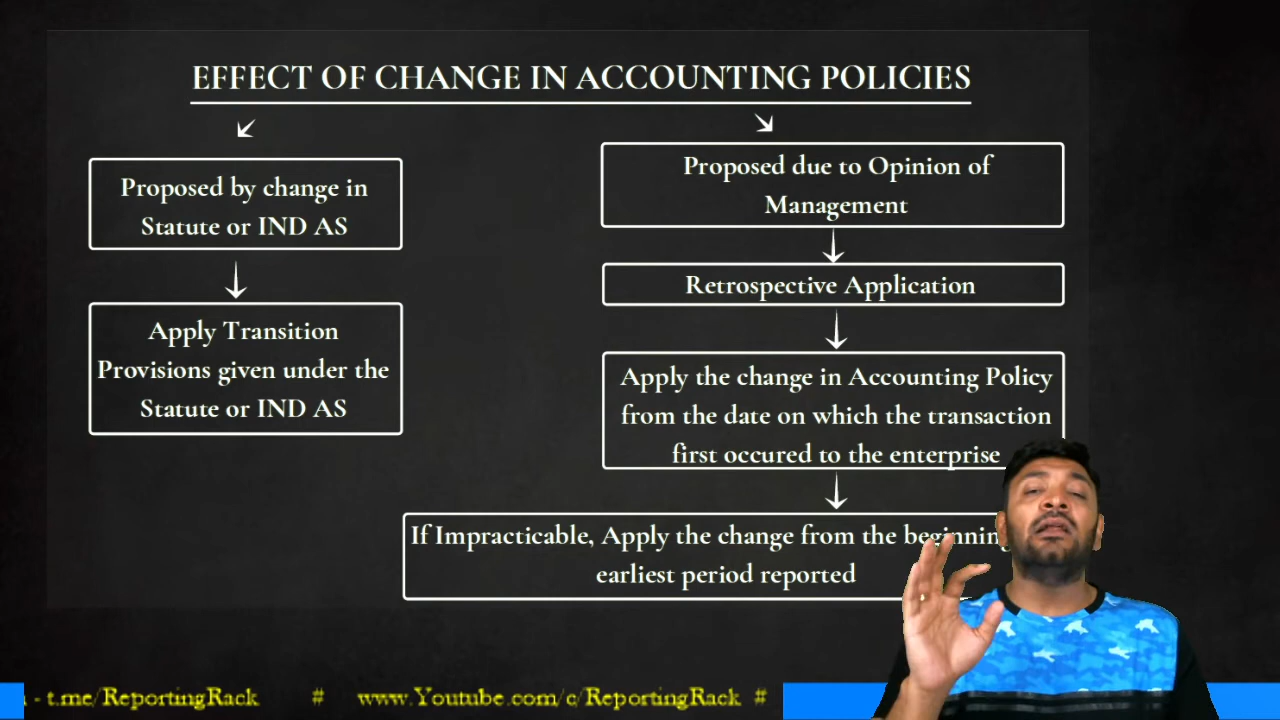 EFFECT OF CHANGE IN ACCOUNTING POLICIES
Proposed by change in
Statute or IND AS
Apply Transition
Provisions given under the
Statute or IND AS
Proposed due to Opinion of
Management
Retrospective Application
Apply the change in Accounting Policy
from the date on which the transaction
first occured to the enterprise
If Impracticable, Apply the change from the beginning
earliest period reported
- t.me/ReportingRack # www.Youtube.com/c/ReportingRack #